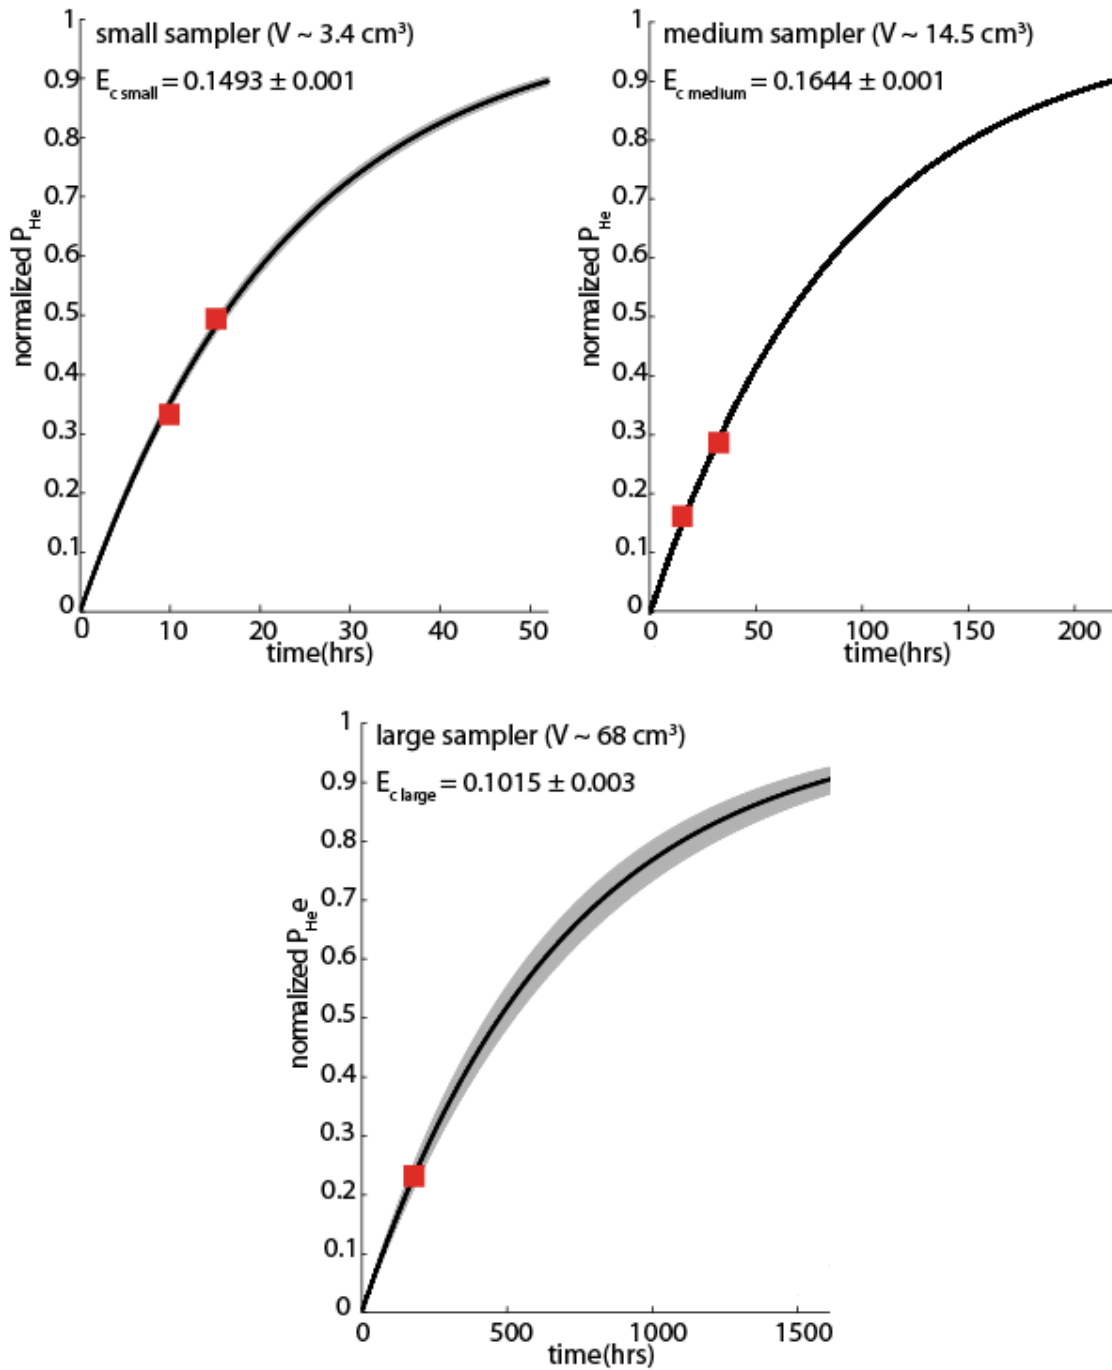 small sampler (V ~ 3.4 cm³)
E_c small = 0.1493 ± 0.001
normalized P_He
1
0.9
0.8
0.7
0.6
0.5
0.4
0.3
0.2
0.1
0
0 10 20 30 40 50
time(hrs)
medium sampler (V ~ 14.5 cm³)
E_c medium = 0.1644 ± 0.001
normalized P_He
1
0.9
0.8
0.7
0.6
0.5
0.4
0.3
0.2
0.1
0
0 50 100 150 200
time(hrs)
large sampler (V ~ 68 cm³)
E_c large = 0.1015 ± 0.003
normalized P_He e
1
0.9
0.8
0.7
0.6
0.5
0.4
0.3
0.2
0.1
0
0 500 1000 1500
time(hrs)